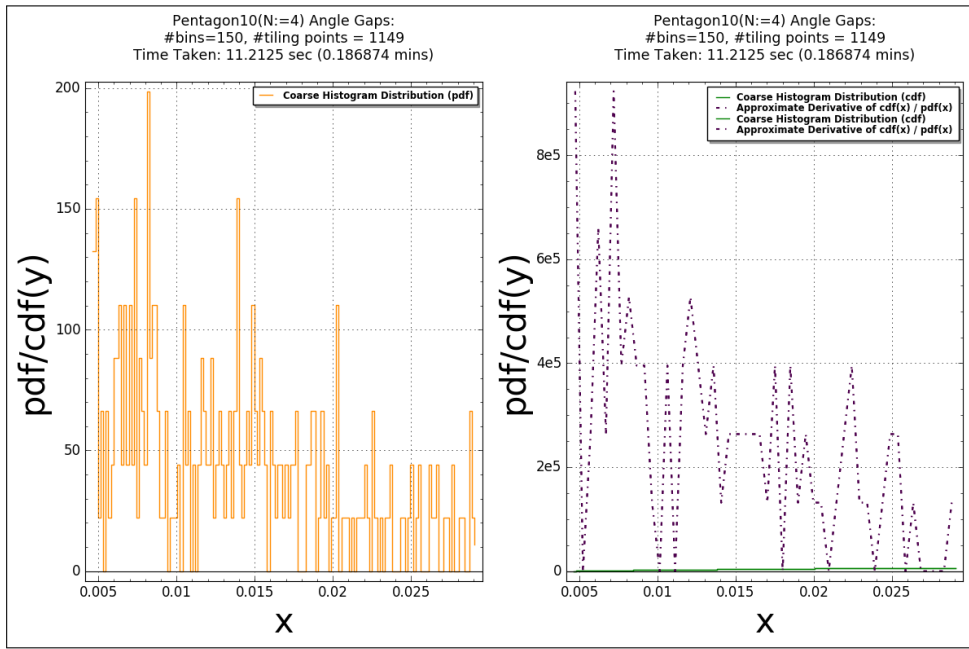 Pentagon10(N:=4) Angle Gaps:
#bins=150, #tiling points = 1149
Time Taken: 11.2125 sec (0.186874 mins)
200
150
100
50
0
pdf/cdf(y)
Coarse Histogram Distribution (pdf)
0.005
0.01
0.015
0.02
0.025
x
Pentagon10(N:=4) Angle Gaps:
#bins=150, #tiling points = 1149
Time Taken: 11.2125 sec (0.186874 mins)
8e5
6e5
4e5
2e5
0
pdf/cdf(y)
Coarse Histogram Distribution (cdf)
Approximate Derivative of cdf(x) / pdf(x)
Coarse Histogram Distribution (cdf)
Approximate Derivative of cdf(x) / pdf(x)
0.005
0.01
0.015
0.02
0.025
x